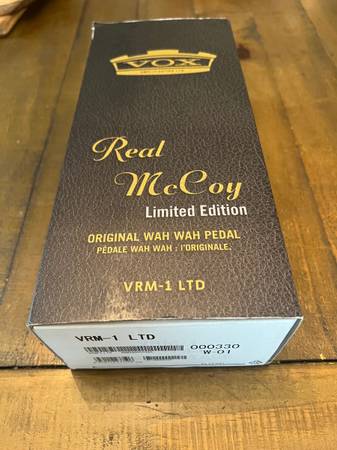 VOX
Real
McCoy
Limited Edition
ORIGINAL WAH WAH PEDAL
PÉDALE WAH WAH : l'ORIGINALE.
VRM-1 LTD
VRM-1 LTD
000330
W-01